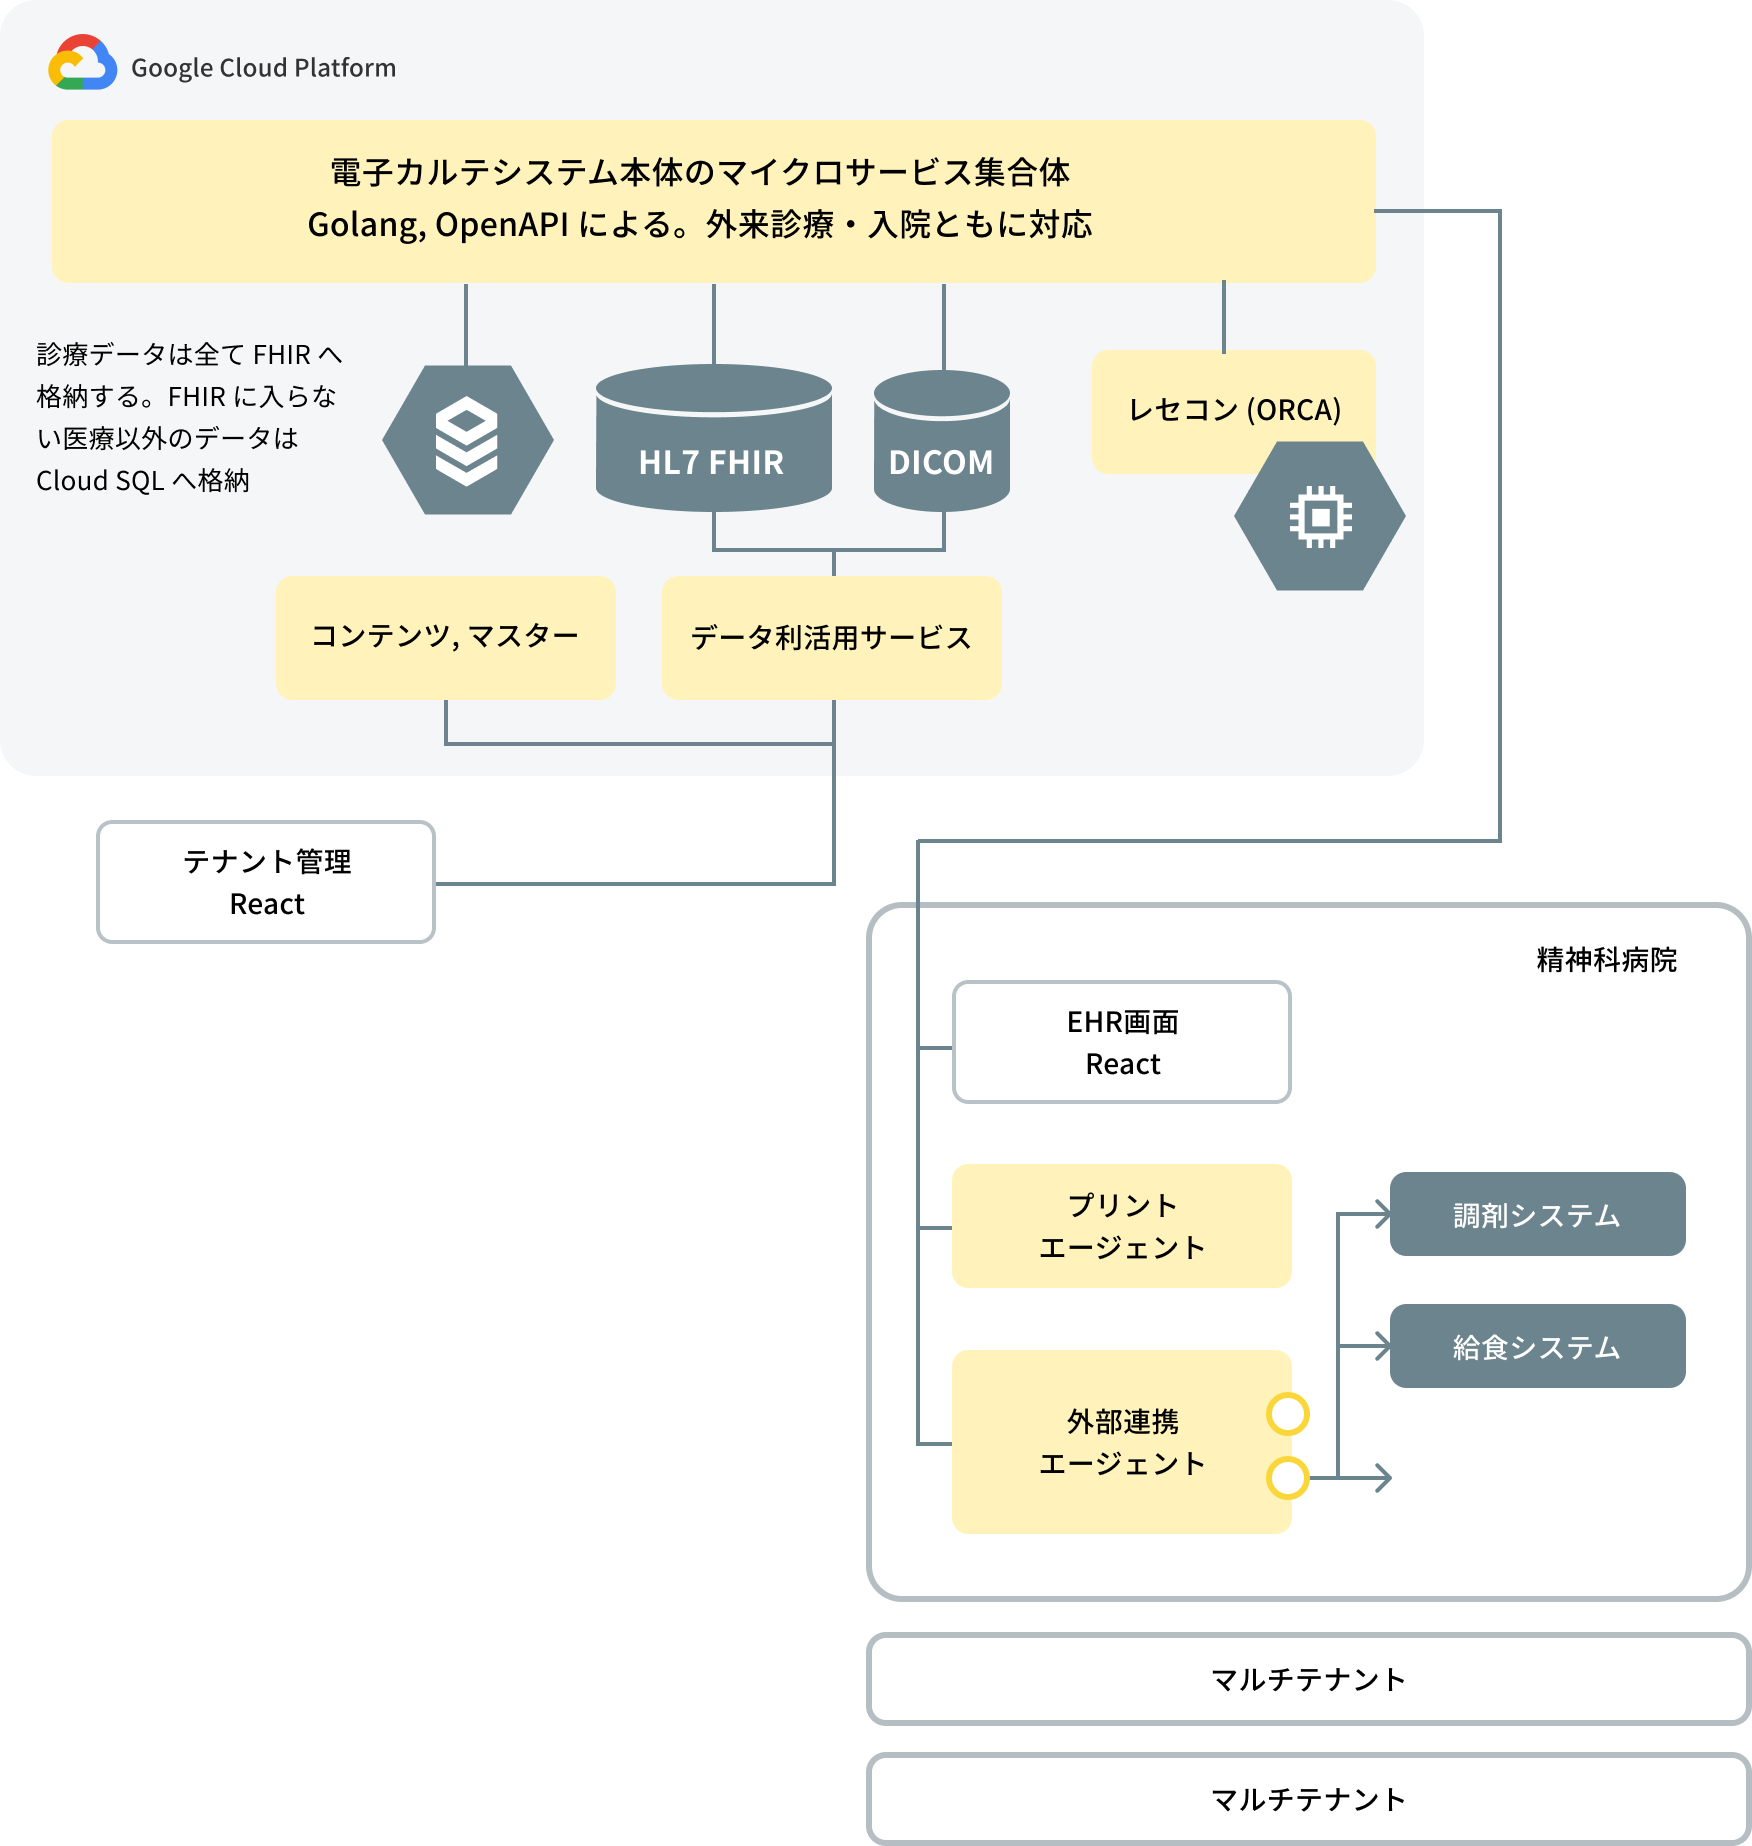 Google Cloud Platform
電子カルテシステム本体のマイクロサービス集合体
Golang, OpenAPI による。外来診療・入院ともに対応
診療データは全て FHIR へ
格納する。FHIR に入らな
い医療以外のデータは
Cloud SQL へ格納
HL7 FHIR
DICOM
レセコン (ORCA)
コンテンツ, マスター
データ利活用サービス
テナント管理
React
精神科病院
EHR画面
React
プリント
エージェント
調剤システム
給食システム
外部連携
エージェント
マルチテナント
マルチテナント